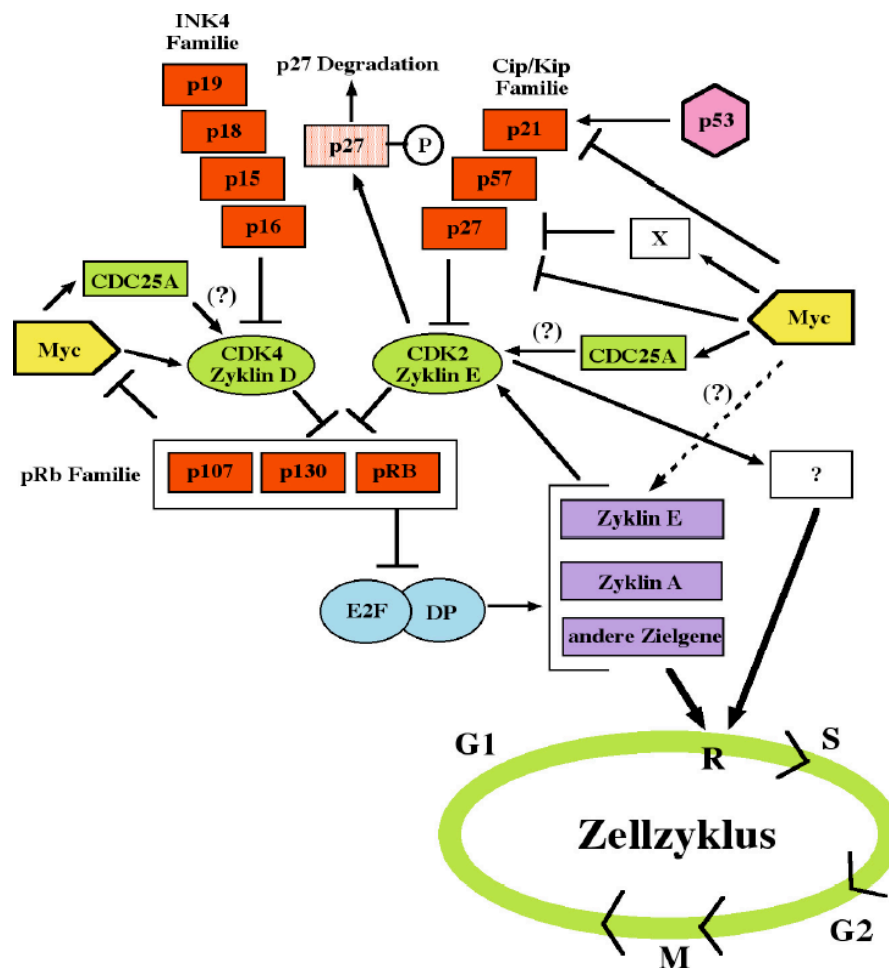 INK4
Familie
p19
p18
p15
p16
p27 Degradation
p27
P
Cip/Kip
Familie
p21
p57
p27
p53
X
Myc
CDC25A
(?)
Myc
CDK4
Zyklin D
CDK2
Zyklin E
(?)
CDC25A
(?)
pRb Familie
p107
p130
pRB
?
Zyklin E
Zyklin A
andere Zielgene
E2F
DP
G1
R
S
Zellzyklus
G2
M